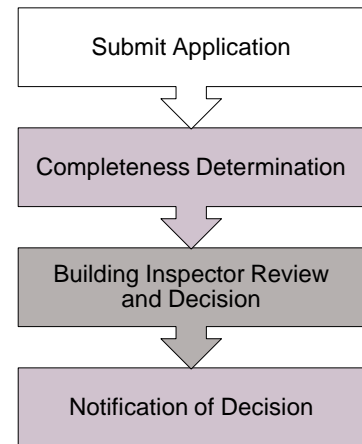 Submit Application
Completeness Determination
Building Inspector Review
and Decision
Notification of Decision